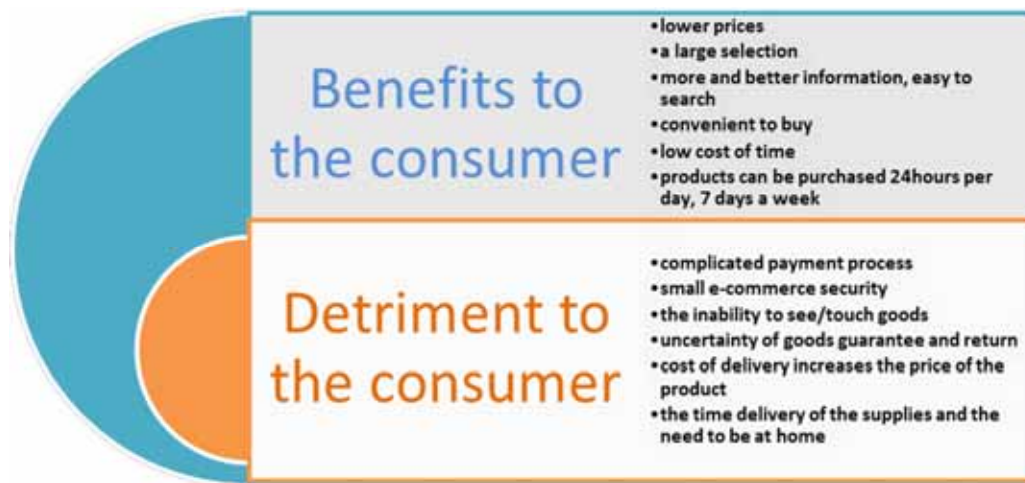 Benefits to
the consumer
•lower prices
•a large selection
•more and better information, easy to
search
•convenient to buy
•low cost of time
•products can be purchased 24hours per
day, 7 days a week
Detriment to
the consumer
•complicated payment process
•small e-commerce security
•the inability to see/touch goods
•uncertainty of goods guarantee and return
•cost of delivery increases the price of the
product
•the time delivery of the supplies and the
need to be at home